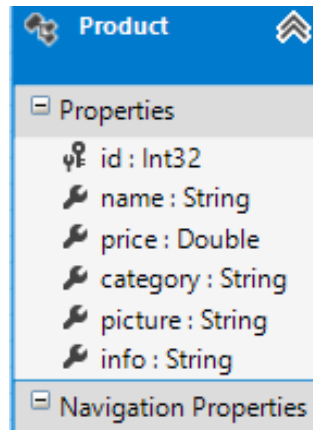 Product
Properties
id : Int32
name : String
price : Double
category : String
picture : String
info : String
Navigation Properties